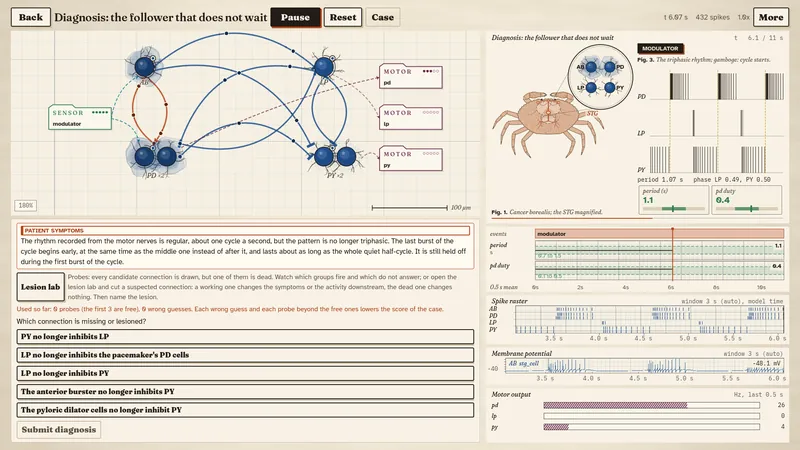 Back
Diagnosis: the follower that does not wait
Pause
Reset
Case
t 6.07 s 432 spikes 1.0x
More
SENSOR
modulator
AB
LP
PD ×2
PY ×2
MOTOR
pd
MOTOR
lp
MOTOR
py
180%
100 µm
Diagnosis: the follower that does not wait
t 6.1 / 11 s
MODULATOR
Fig. 3. The triphasic rhythm; gamboge: cycle starts.
AB
PD
LP
PY
STG
PD
LP
PY
period 1.07 s phase LP 0.49, PY 0.50
period (s)
1.1
pd duty
0.4
Fig. 1. Cancer borealis; the STG magnified.
PATIENT SYMPTOMS
The rhythm recorded from the motor nerves is regular, about one cycle a second, but the pattern is no longer triphasic. The last burst of the
cycle begins early, at the same time as the middle one instead of after it, and lasts about as long as the whole quiet half-cycle. It is still held off
during the first burst of the cycle.
Lesion lab
Probes: every candidate connection is drawn, but one of them is dead. Watch which groups fire and which do not answer; or open the
lesion lab and cut a suspected connection: a working one changes the symptoms or the activity downstream, the dead one changes
nothing. Then name the lesion.
Used so far: 0 probes (the first 3 are free), 0 wrong guesses. Each wrong guess and each probe beyond the free ones lowers the score of the case.
Which connection is missing or lesioned?
PY no longer inhibits LP
LP no longer inhibits the pacemaker's PD cells
LP no longer inhibits PY
The anterior burster no longer inhibits PY
The pyloric dilator cells no longer inhibit PY
Submit diagnosis
events
modulator
period
s
1.1
pd duty
0.4
0.5 s mean
0s
2s
4s
6s
8s
10s
Spike raster
window 3 s (auto), model time
AB
PD
LP
PY
3.5 s
4.0 s
4.5 s
5.0 s
5.5 s
6.0 s
Membrane potential
window 3 s (auto)
-40
AB stg_cell
-48.1 mV
3.5 s
4.0 s
4.5 s
5.0 s
5.5 s
6.0 s
Motor output
Hz, last 0.5 s
pd
26
lp
0
py
4